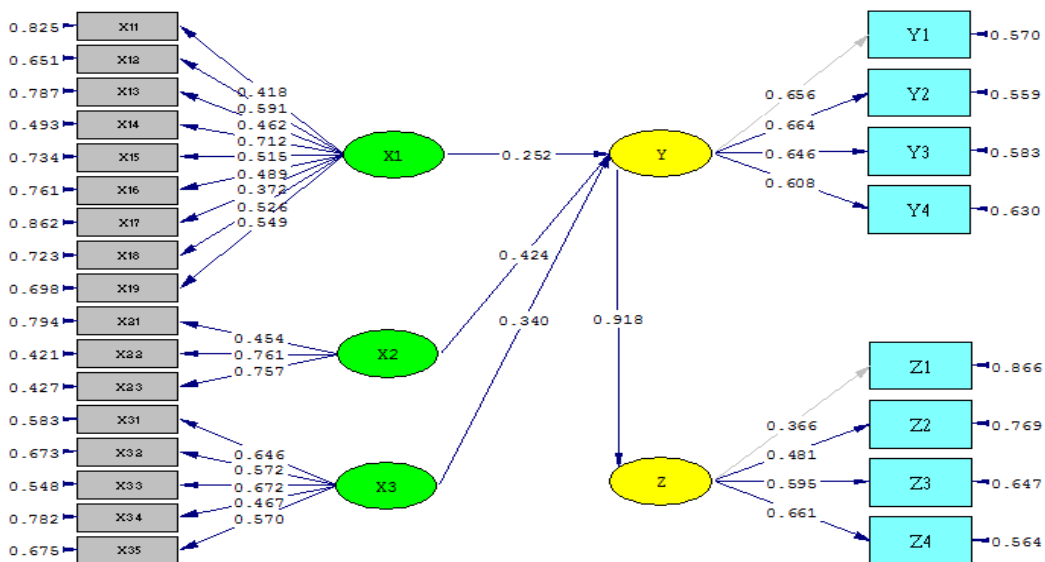 0.825 X11
0.651 X12
0.787 X13
0.493 X14
0.734 X15
0.761 X16
0.862 X17
0.723 X18
0.698 X19
0.794 X21
0.421 X22
0.427 X23
0.583 X31
0.673 X32
0.548 X33
0.782 X34
0.675 X35
0.418
0.591
0.462
0.712
0.515
0.489
0.372
0.526
0.549
0.454
0.761
0.757
0.646
0.572
0.672
0.467
0.570
X1
X2
X3
0.252
0.424
0.340
0.918
Y
Z
0.656
0.664
0.646
0.608
0.366
0.481
0.595
0.661
Y1 0.570
Y2 0.559
Y3 0.583
Y4 0.630
Z1 0.866
Z2 0.769
Z3 0.647
Z4 0.564